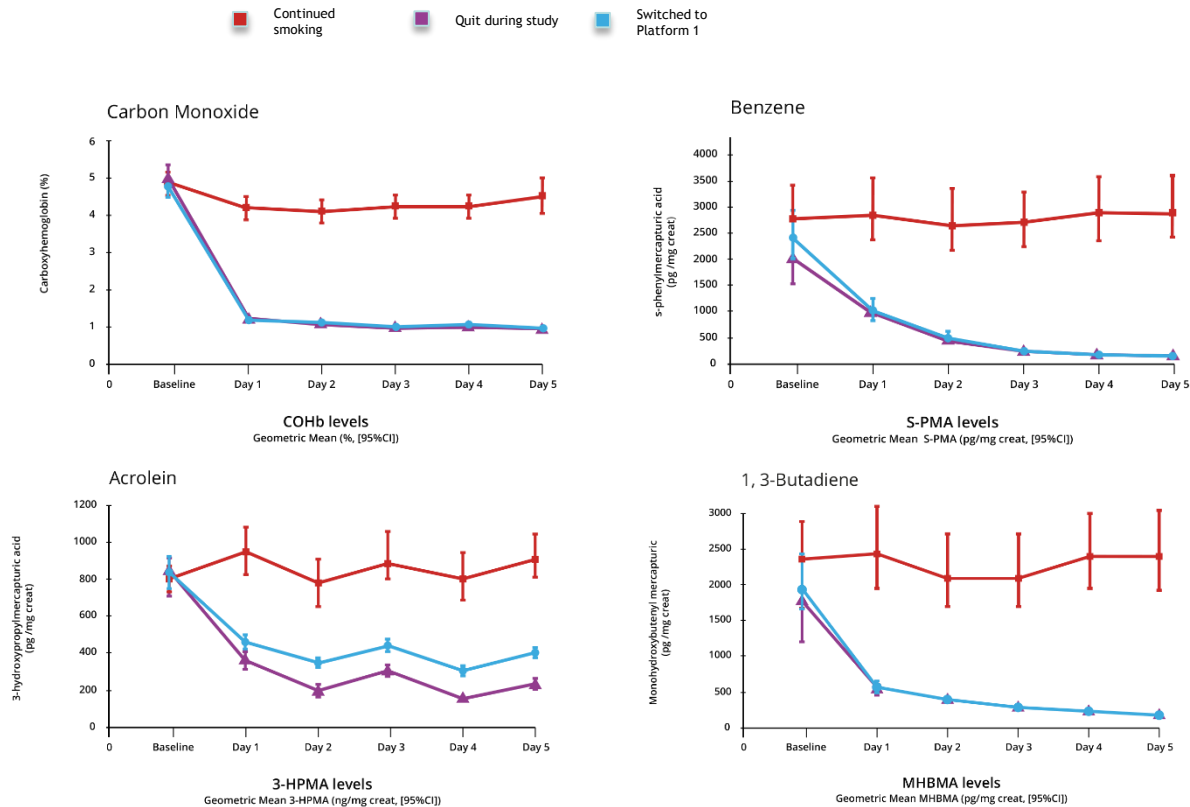 Continued
smoking
Quit during study
Switched to
Platform 1
Carbon Monoxide
Carboxyhemoglobin (%)
6
5
4
3
2
1
0
0 Baseline Day 1 Day 2 Day 3 Day 4 Day 5
COHb levels
Geometric Mean (%, [95%CI])
Benzene
s-phenylmercapturic acid
(pg /mg creat)
4000
3500
3000
2500
2000
1500
1000
500
0
0 Baseline Day 1 Day 2 Day 3 Day 4 Day 5
S-PMA levels
Geometric Mean S-PMA (pg/mg creat, [95%CI])
Acrolein
3-hydroxypropylmercapturic acid
(pg /mg creat)
1200
1000
800
600
400
200
0
0 Baseline Day 1 Day 2 Day 3 Day 4 Day 5
3-HPMA levels
Geometric Mean 3-HPMA (ng/mg creat, [95%CI])
1, 3-Butadiene
Monohydroxybutenyl mercapturic
(pg /mg creat)
3000
2500
2000
1500
1000
500
0
0 Baseline Day 1 Day 2 Day 3 Day 4 Day 5
MHBMA levels
Geometric Mean MHBMA (pg/mg creat, [95%CI])